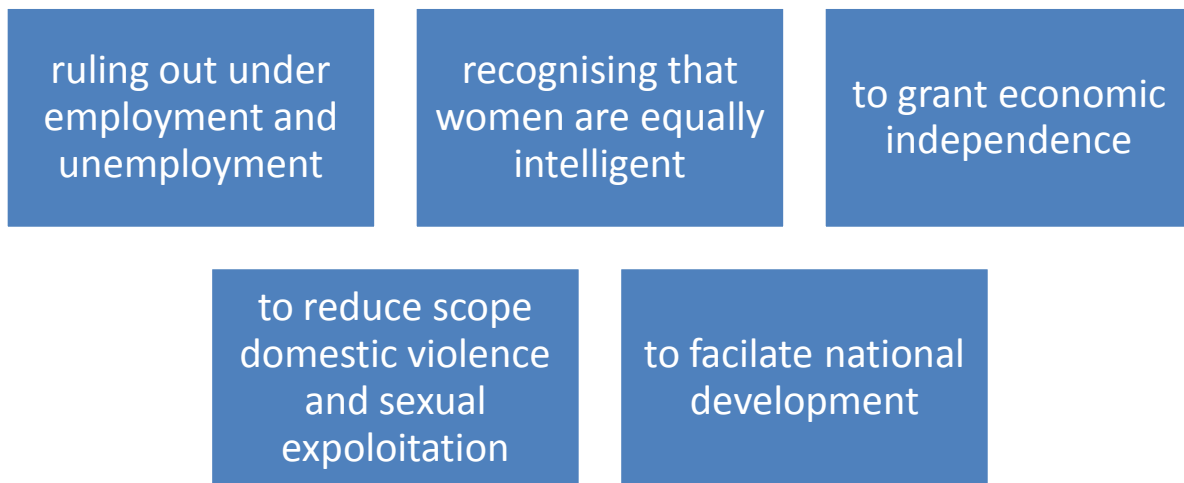 ruling out under
employment and
unemployment
recognising that
women are equally
intelligent
to grant economic
independence
to reduce scope
domestic violence
and sexual
expoloitation
to facilate national
development